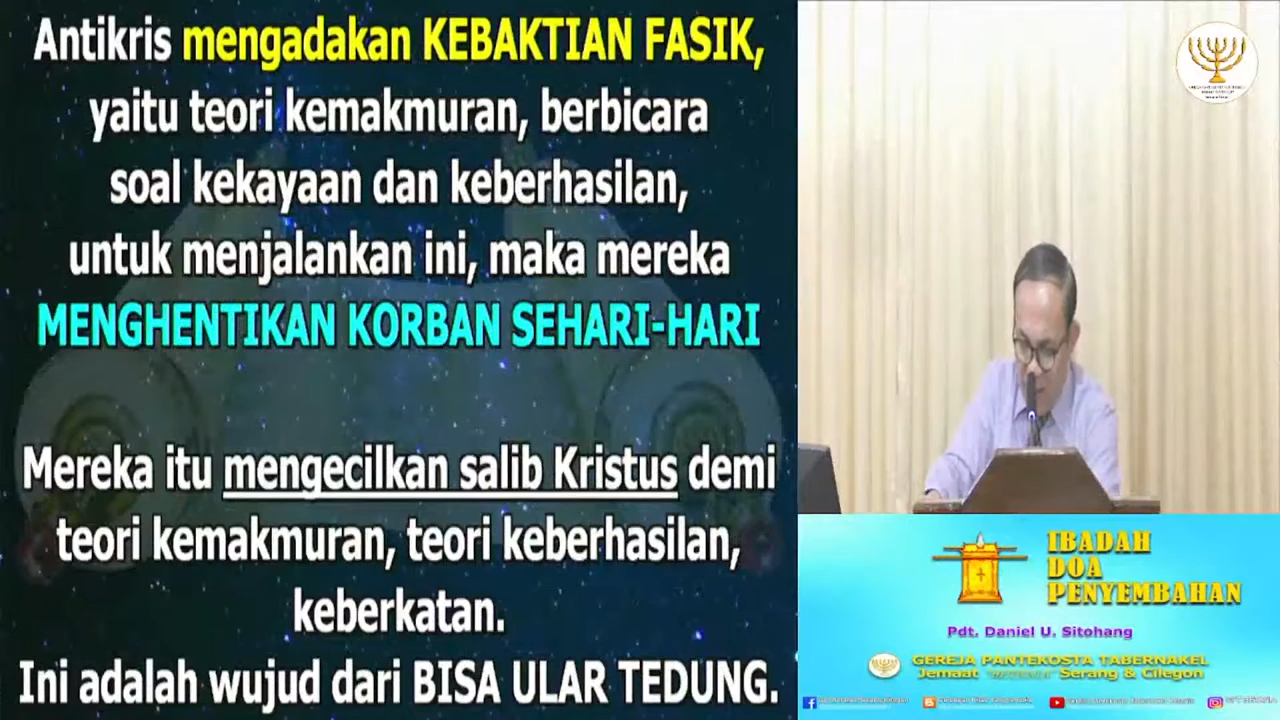 Antikris mengadakan KEBAKTIAN FASIK,
yaitu teori kemakmuran, berbicara
soal kekayaan dan keberhasilan,
untuk menjalankan ini, maka mereka
MENGHENTIKAN KORBAN SEHARI-HARI
Mereka itu mengecilkan salib Kristus demi
teori kemakmuran, teori keberhasilan,
keberkatan.
Ini adalah wujud dari BISA ULAR TEDUNG.
IBADAH
DOA
PENYEMBAHAN
Pdt. Daniel U. Sitohang
GEREJA PANTEKOSTA TABERNAKEL
Jemaat Serang & Cilegon